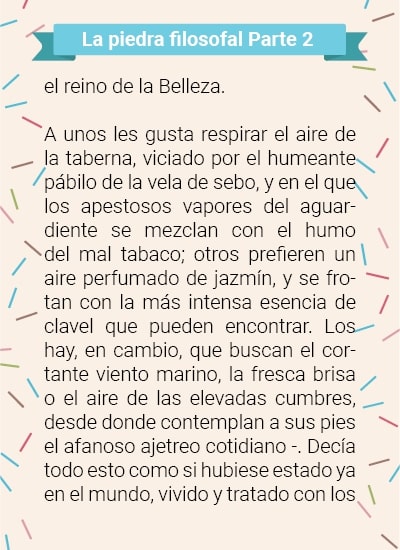 La piedra filosofal Parte 2
el reino de la Belleza.
A unos les gusta respirar el aire de
la taberna, viciado por el humeante
pábilo de la vela de sebo, y en el que
los apestosos vapores del aguar-
diente se mezclan con el humo
del mal tabaco; otros prefieren un
aire perfumado de jazmín, y se fro-
tan con la más intensa esencia de
clavel que pueden encontrar. Los
hay, en cambio, que buscan el cor-
tante viento marino, la fresca brisa
o el aire de las elevadas cumbres,
desde donde contemplan a sus pies
el afanoso ajetreo cotidiano -. Decía
todo esto como si hubiese estado ya
en el mundo, vivido y tratado con los